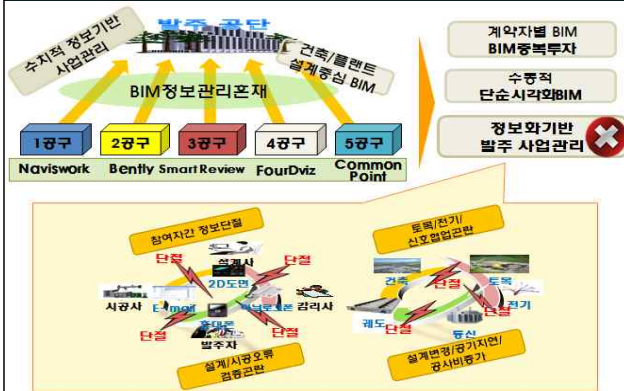 수치적 정보기반
사업관리
발주 공단
건축/플랜트
설계중심 BIM
BIM정보관리혼재
1공구
2공구
3공구
4공구
5공구
Naviswork
Bently
Smart Review
FourDviz
Common
Point
계약자별 BIM
BIM중복투자
수동적
단순시각화BIM
정보화기반
발주 사업관리
참여자간 정보단절
단절
설계사
단절
2D도면
시공사
E-mail
감리사
단절
휴대폰
단절
발주자
설계/시공오류
검증곤란
토목/전기/
신호협업곤란
건축
단절
토목
단절
전기
궤도
단절
통신
설계변경/공기지연/
공사비증가